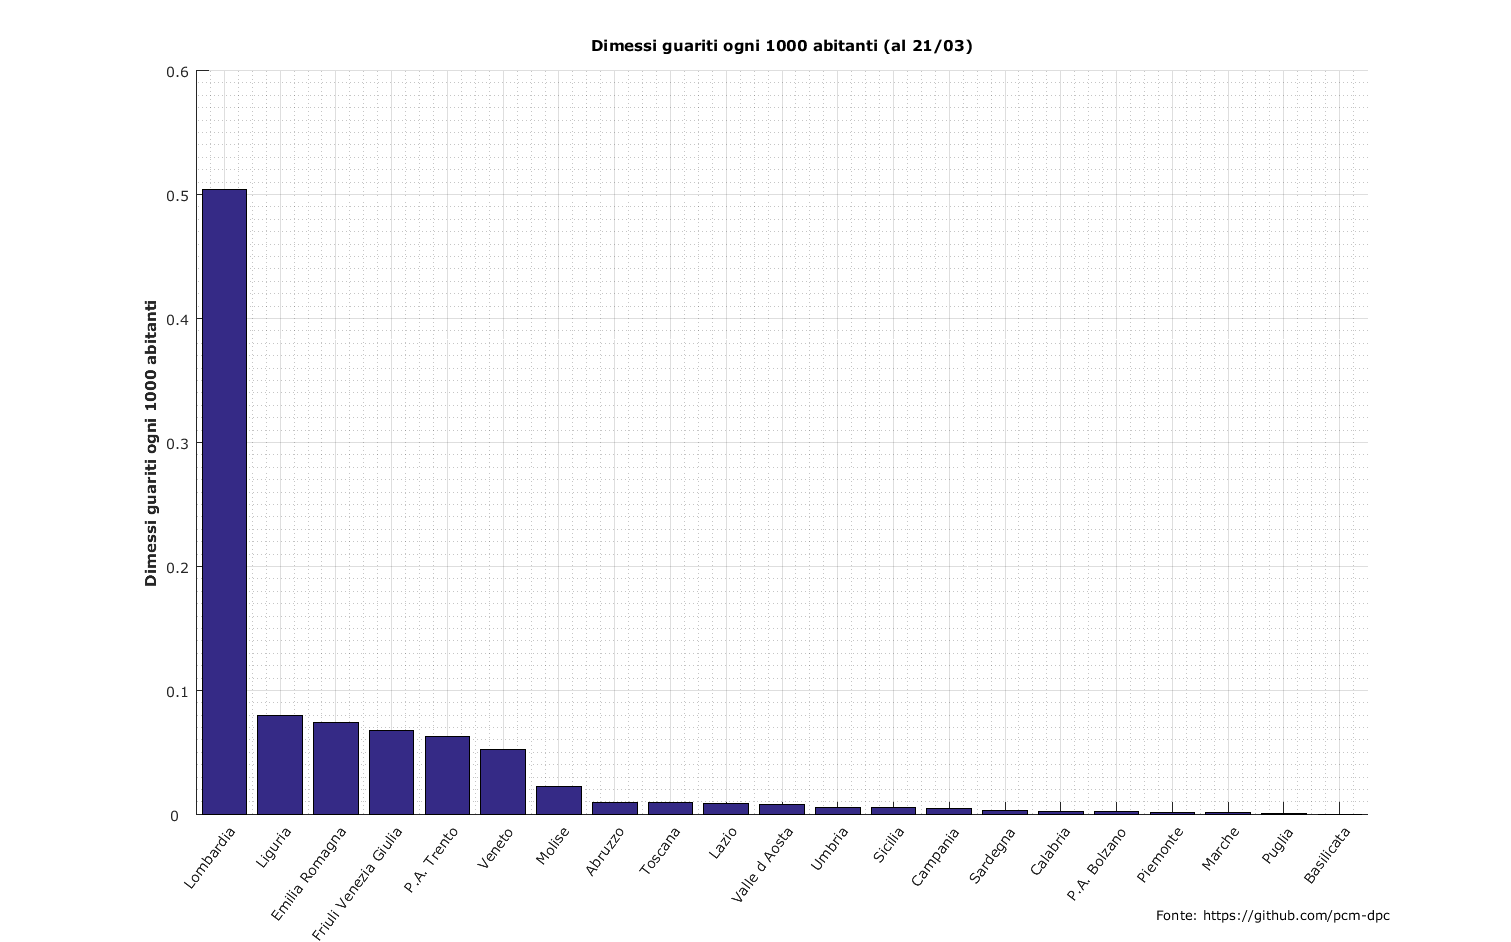 Dimessi guariti ogni 1000 abitanti (al 21/03)
Dimessi guariti ogni 1000 abitanti
0.6
0.5
0.4
0.3
0.2
0.1
0
Lombardia
Liguria
Emilia Romagna
Friuli Venezia Giulia
P.A. Trento
Veneto
Molise
Abruzzo
Toscana
Lazio
Valle d Aosta
Umbria
Sicilia
Campania
Sardegna
Calabria
P.A. Bolzano
Piemonte
Marche
Puglia
Basilicata
Fonte: https://github.com/pcm-dpc